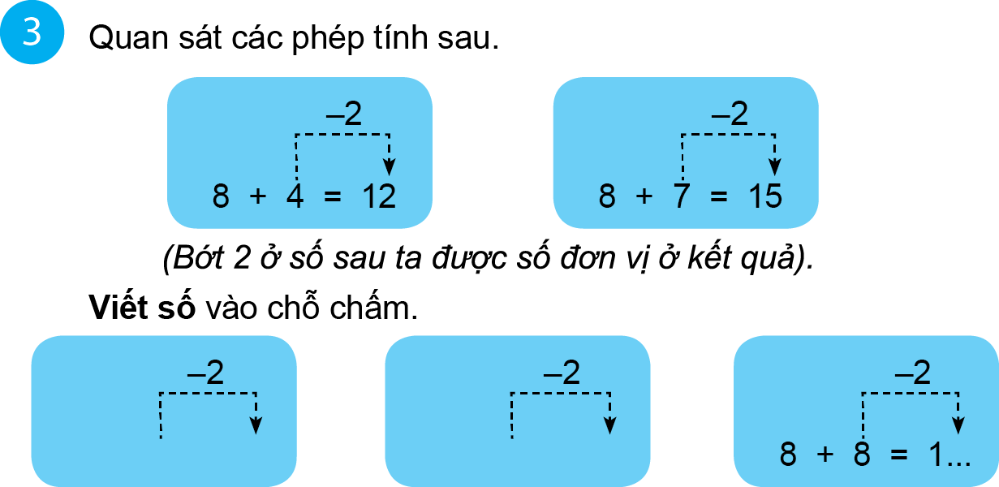 3 Quan sát các phép tính sau.
–2 –2
8 + 4 = 12 8 + 7 = 15
(Bớt 2 ở số sau ta được số đơn vị ở kết quả).
Viết số vào chỗ chấm.
–2 –2 –2
8 + 8 = 1...